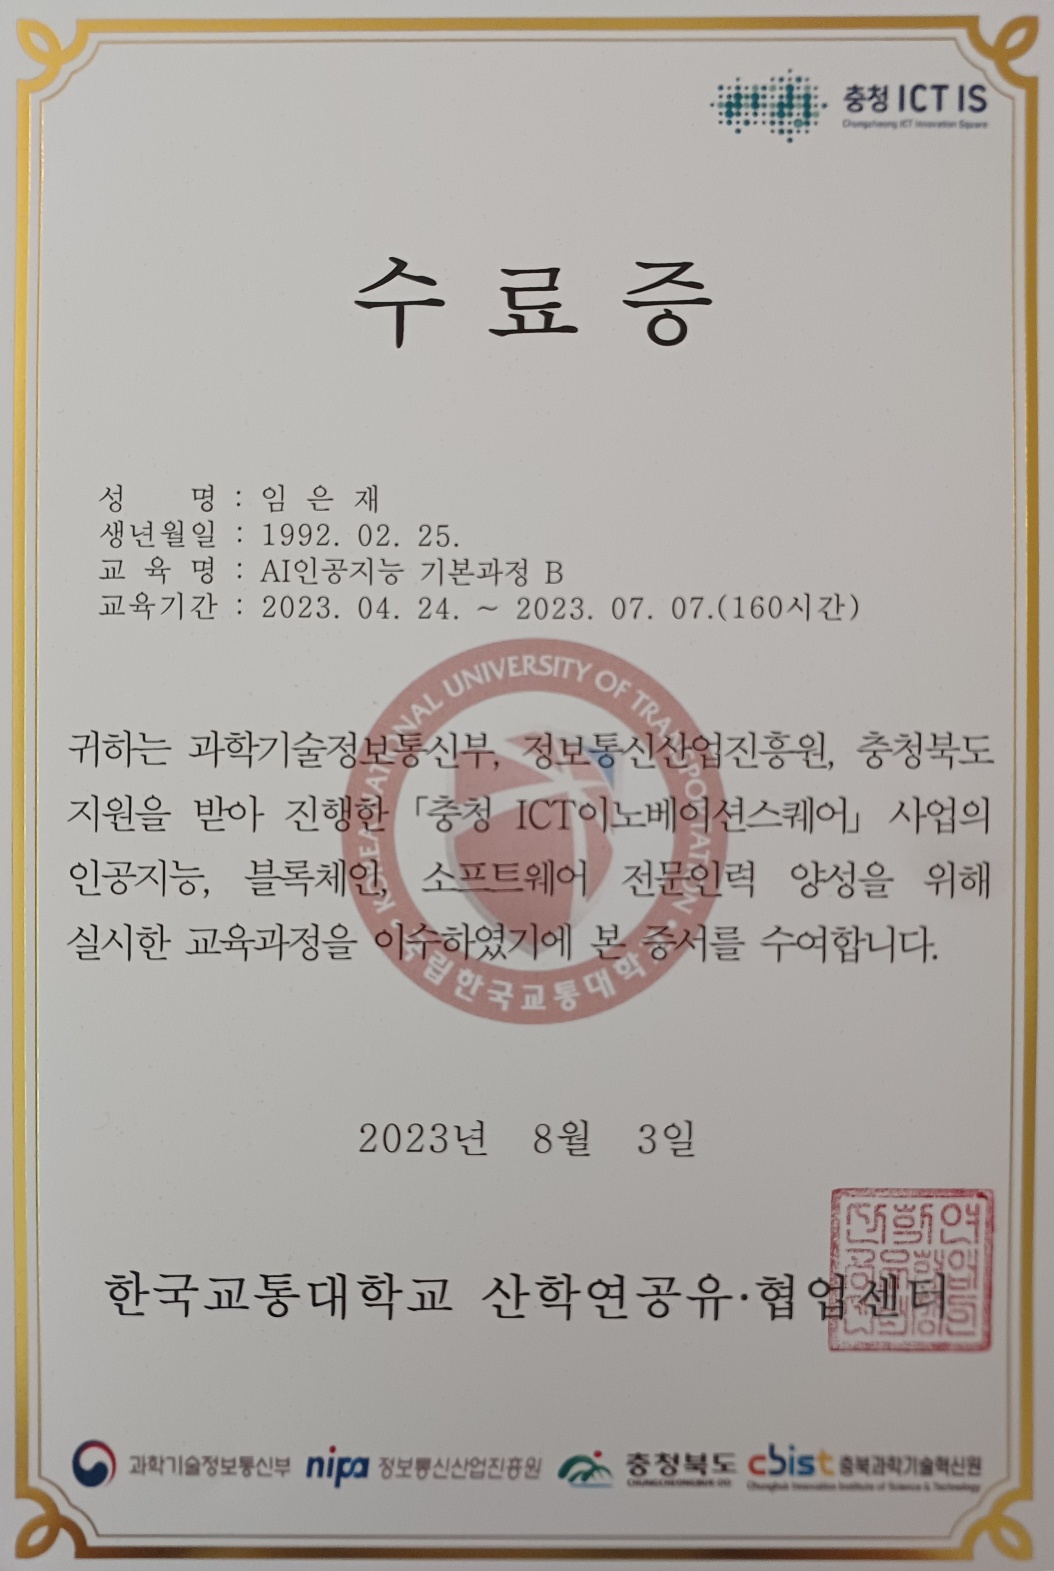 충청 ICT IS
Chungcheong ICT Innovation Square
수 료 증
성 명 : 임 은 재
생년월일 : 1992. 02. 25.
교 육 명 : AI인공지능 기본과정 B
교육기간 : 2023. 04. 24. ~ 2023. 07. 07.(160시간)
귀하는 과학기술정보통신부, 정보통신산업진흥원, 충청북도
지원을 받아 진행한 「충청 ICT이노베이션스퀘어」 사업의
인공지능, 블록체인, 소프트웨어 전문인력 양성을 위해
실시한 교육과정을 이수하였기에 본 증서를 수여합니다.
KOREA NATIONAL UNIVERSITY OF TRANSPORTATION
국립한국교통대학교
2023년 8월 3일
한국교통대학교 산학연공유·협업센터
과학기술정보통신부 nipa 정보통신산업진흥원 충청북도 cbist 충북과학기술혁신원
CHUNGCHEONGBUK-DO Chungbuk Innovation Institute of Science & Technology